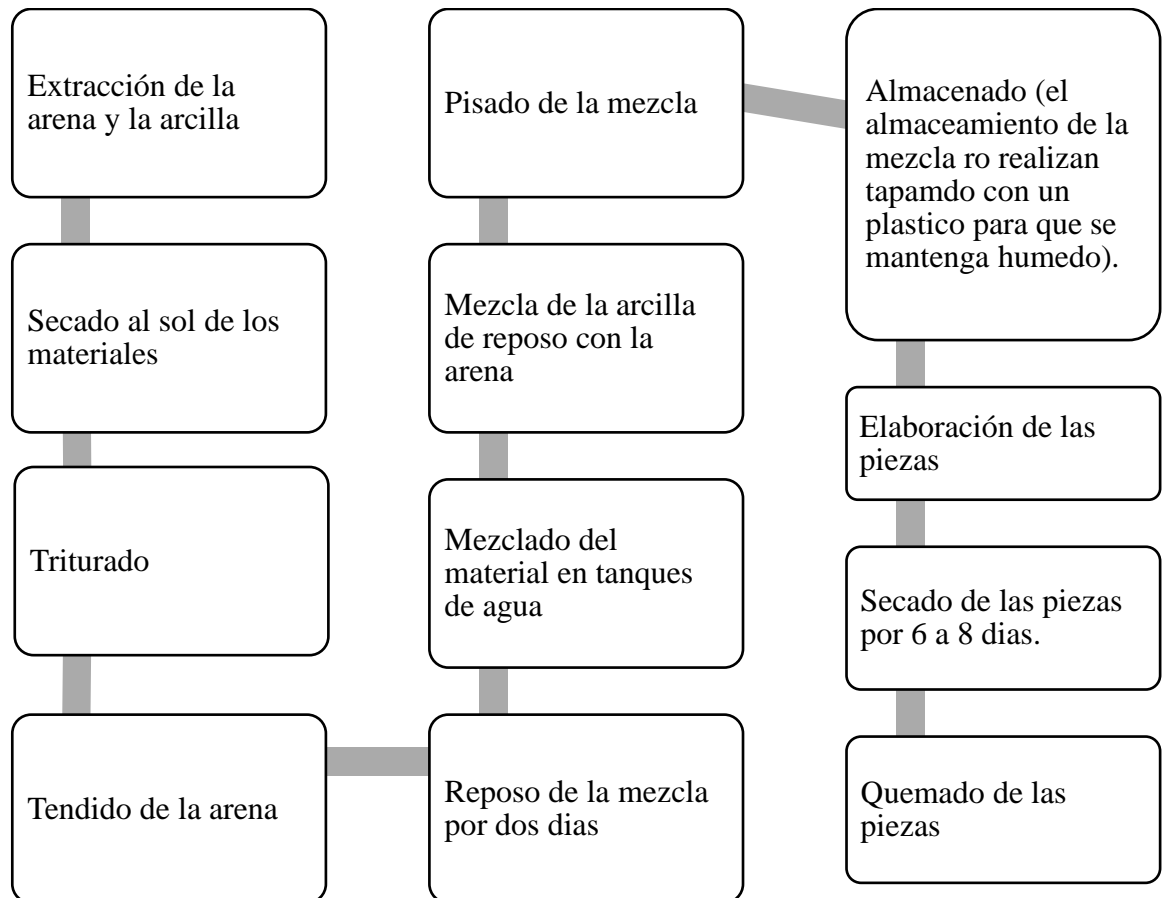 Extracción de la
arena y la arcilla
Secado al sol de los
materiales
Triturado
Tendido de la arena
Reposo de la mezcla
por dos dias
Mezclado del
material en tanques
de agua
Mezcla de la arcilla
de reposo con la
arena
Pisado de la mezcla
Almacenado (el
almaceamiento de la
mezcla ro realizan
tapamdo con un
plastico para que se
mantenga humedo).
Elaboración de las
piezas
Secado de las piezas
por 6 a 8 dias.
Quemado de las
piezas